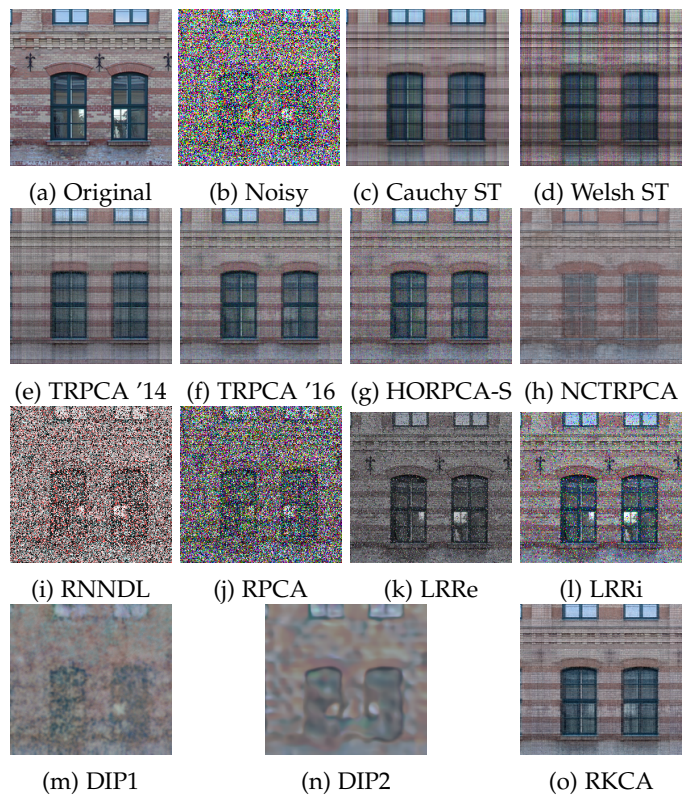 (a) Original (b) Noisy (c) Cauchy ST (d) Welsh ST
(e) TRPCA ’14 (f) TRPCA ’16 (g) HORPCA-S (h) NCTRPCA
(i) RNNDL (j) RPCA (k) LRRe (l) LRRi
(m) DIP1 (n) DIP2 (o) RKCA